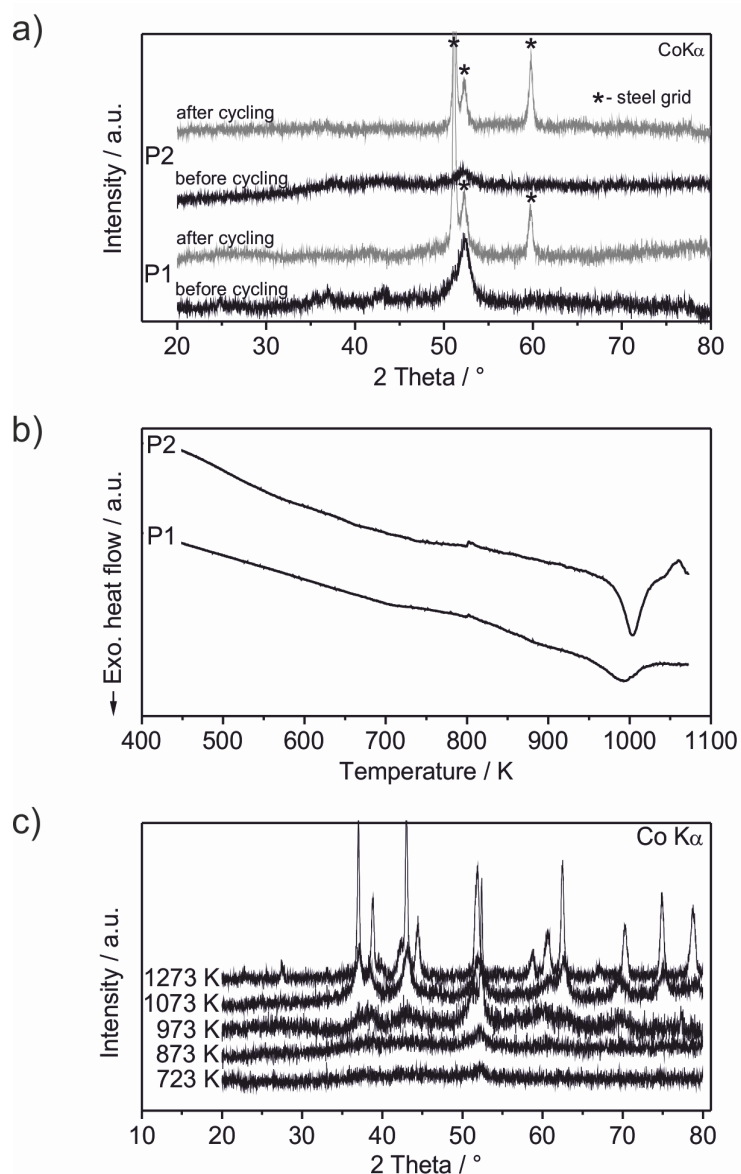 a)
CoKα
* - steel grid
*
*
*
after cycling
P2
before cycling
*
*
after cycling
P1
before cycling
Intensity / a.u.
20 30 40 50 60 70 80
2 Theta / °
b)
P2
P1
Exo. heat flow / a.u.
400 500 600 700 800 900 1000 1100
Temperature / K
c)
Co Kα
1273 K
1073 K
973 K
873 K
723 K
Intensity / a.u.
10 20 30 40 50 60 70 80
2 Theta / °